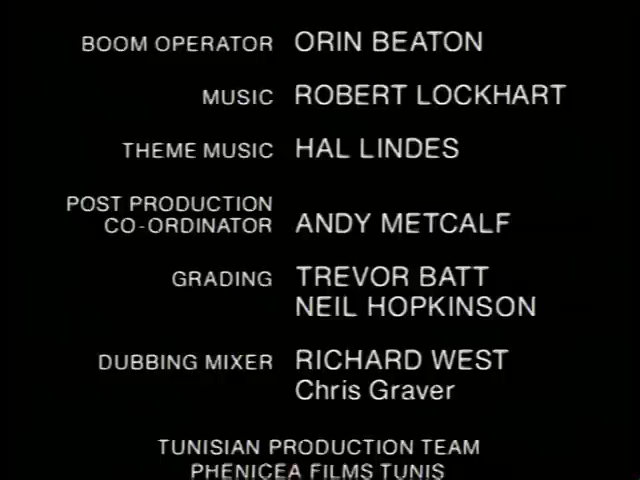 BOOM OPERATOR ORIN BEATON
MUSIC ROBERT LOCKHART
THEME MUSIC HAL LINDES
POST PRODUCTION
CO-ORDINATOR ANDY METCALF
GRADING TREVOR BATT
NEIL HOPKINSON
DUBBING MIXER RICHARD WEST
Chris Graver
TUNISIAN PRODUCTION TEAM
PHENICEA FILMS TUNIS